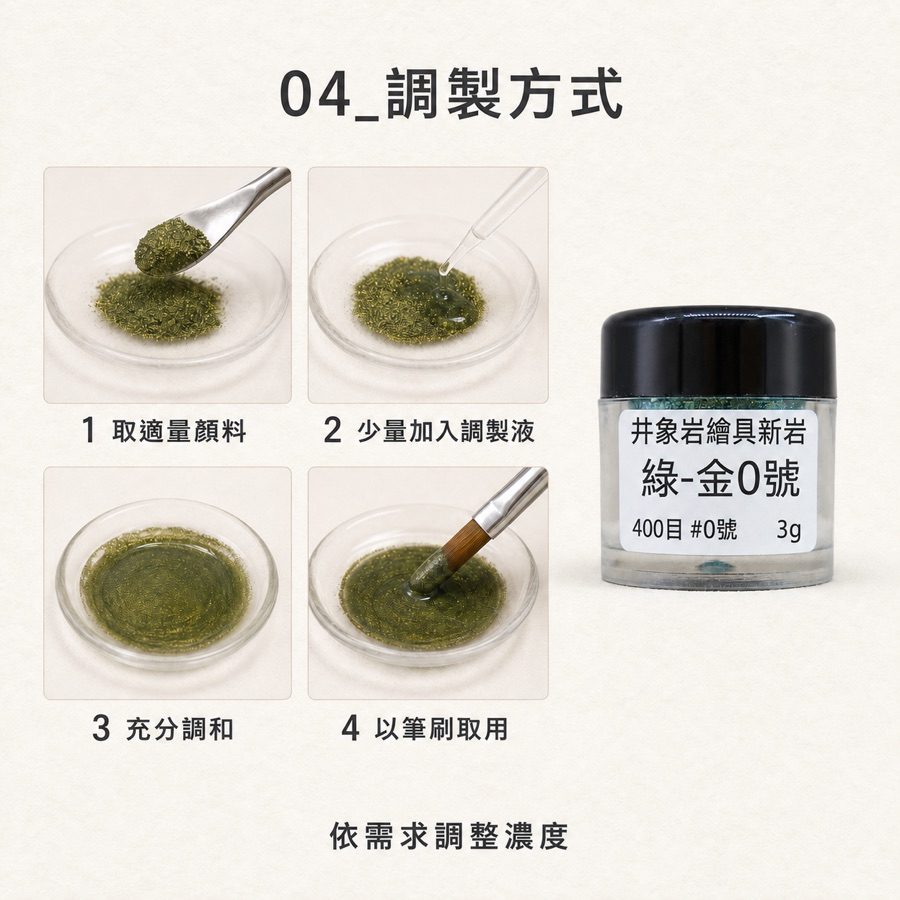 04_調製方式
1 取適量顏料
2 少量加入調製液
3 充分調和
4 以筆刷取用
井象岩繪具新岩
綠-金0號
400目 #0號 3g
依需求調整濃度